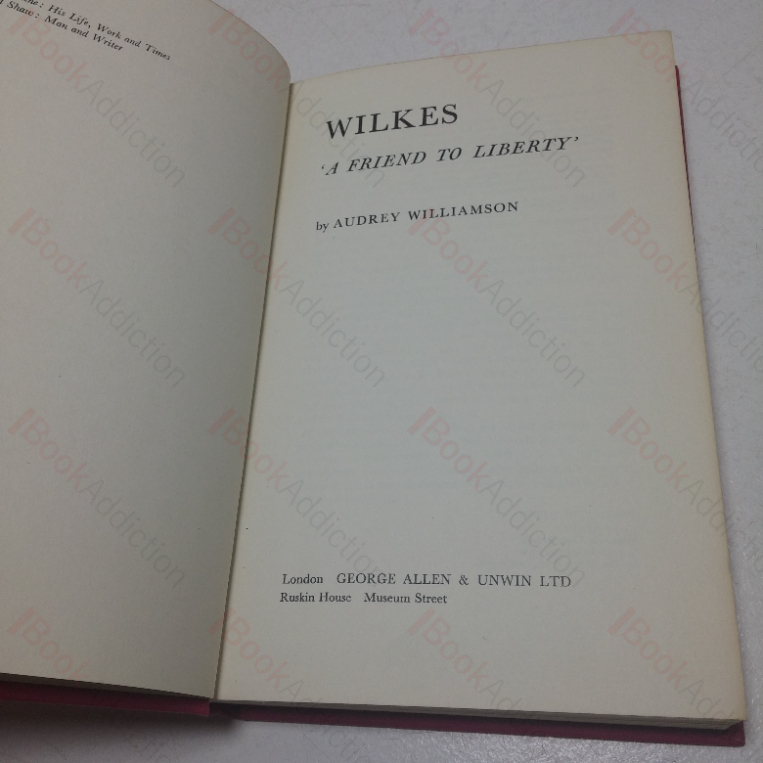 His Life, Work and Times
Shaw: Man and Writer
WILKES
‘A FRIEND TO LIBERTY’
by AUDREY WILLIAMSON
London GEORGE ALLEN & UNWIN LTD
Ruskin House Museum Street
BookAddiction